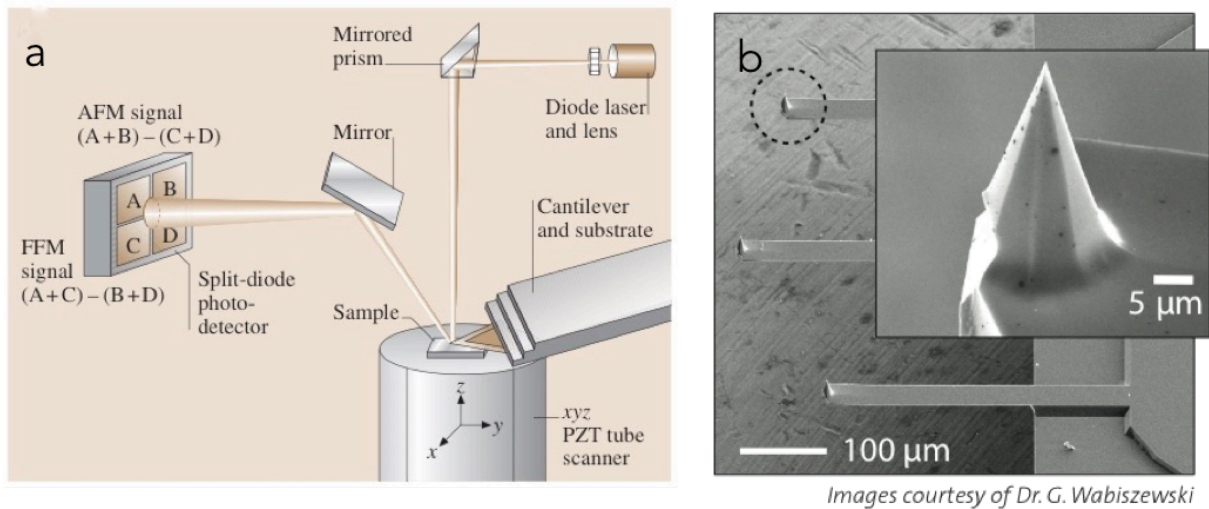 a
Mirrored
prism
Diode laser
and lens
AFM signal
(A+B) – (C+D)
Mirror
A
B
C
D
Cantilever
and substrate
FFM
signal
(A+C) – (B+D)
Split-diode
photo-
detector
Sample
z
y
x
xyz
PZT tube
scanner
b
5 µm
100 µm
Images courtesy of Dr. G. Wabiszewski